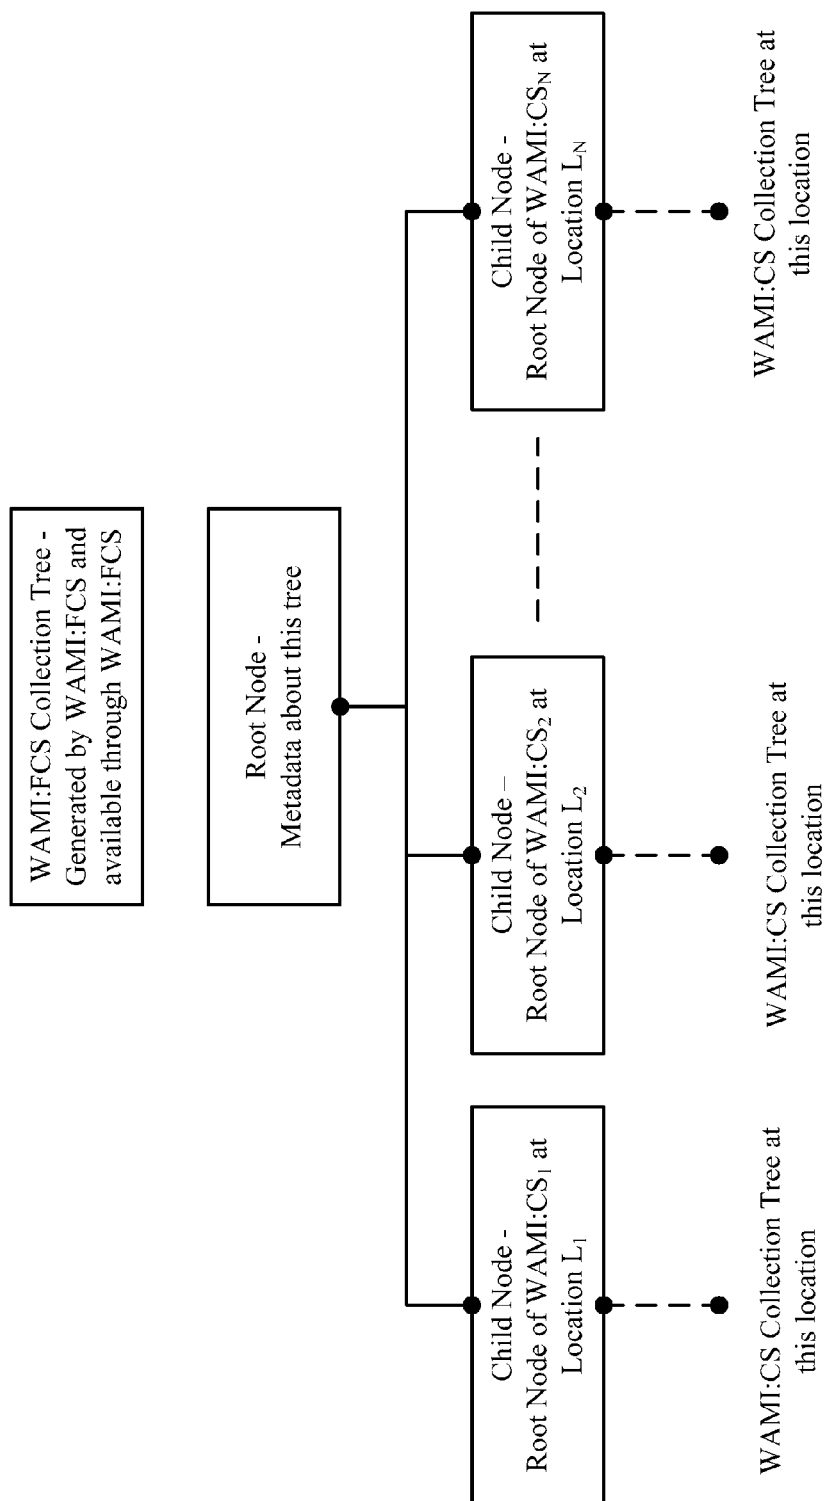 WAMI:FCS Collection Tree -
Generated by WAMI:FCS and
available through WAMI:FCS
Root Node -
Metadata about this tree
Child Node -
Root Node of WAMI:CS₁ at
Location L₁
Child Node –
Root Node of WAMI:CS₂ at
Location L₂
Child Node -
Root Node of WAMI:CS_N at
Location L_N
WAMI:CS Collection Tree at
this location
WAMI:CS Collection Tree at
this location
WAMI:CS Collection Tree at
this location